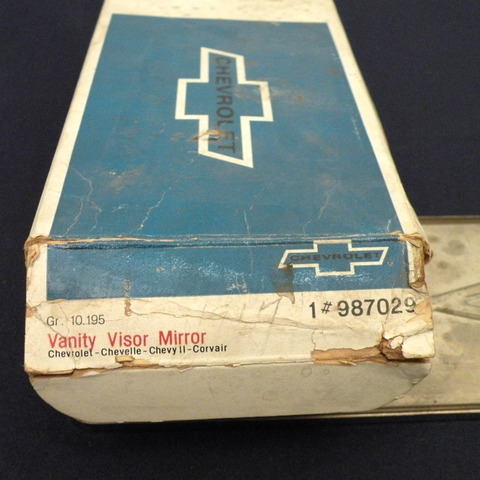 CHEVROLET
CHEVROLET
1# 987029
Gr. 10.195
Vanity Visor Mirror
Chevrolet - Chevelle - Chevy II - Corvair